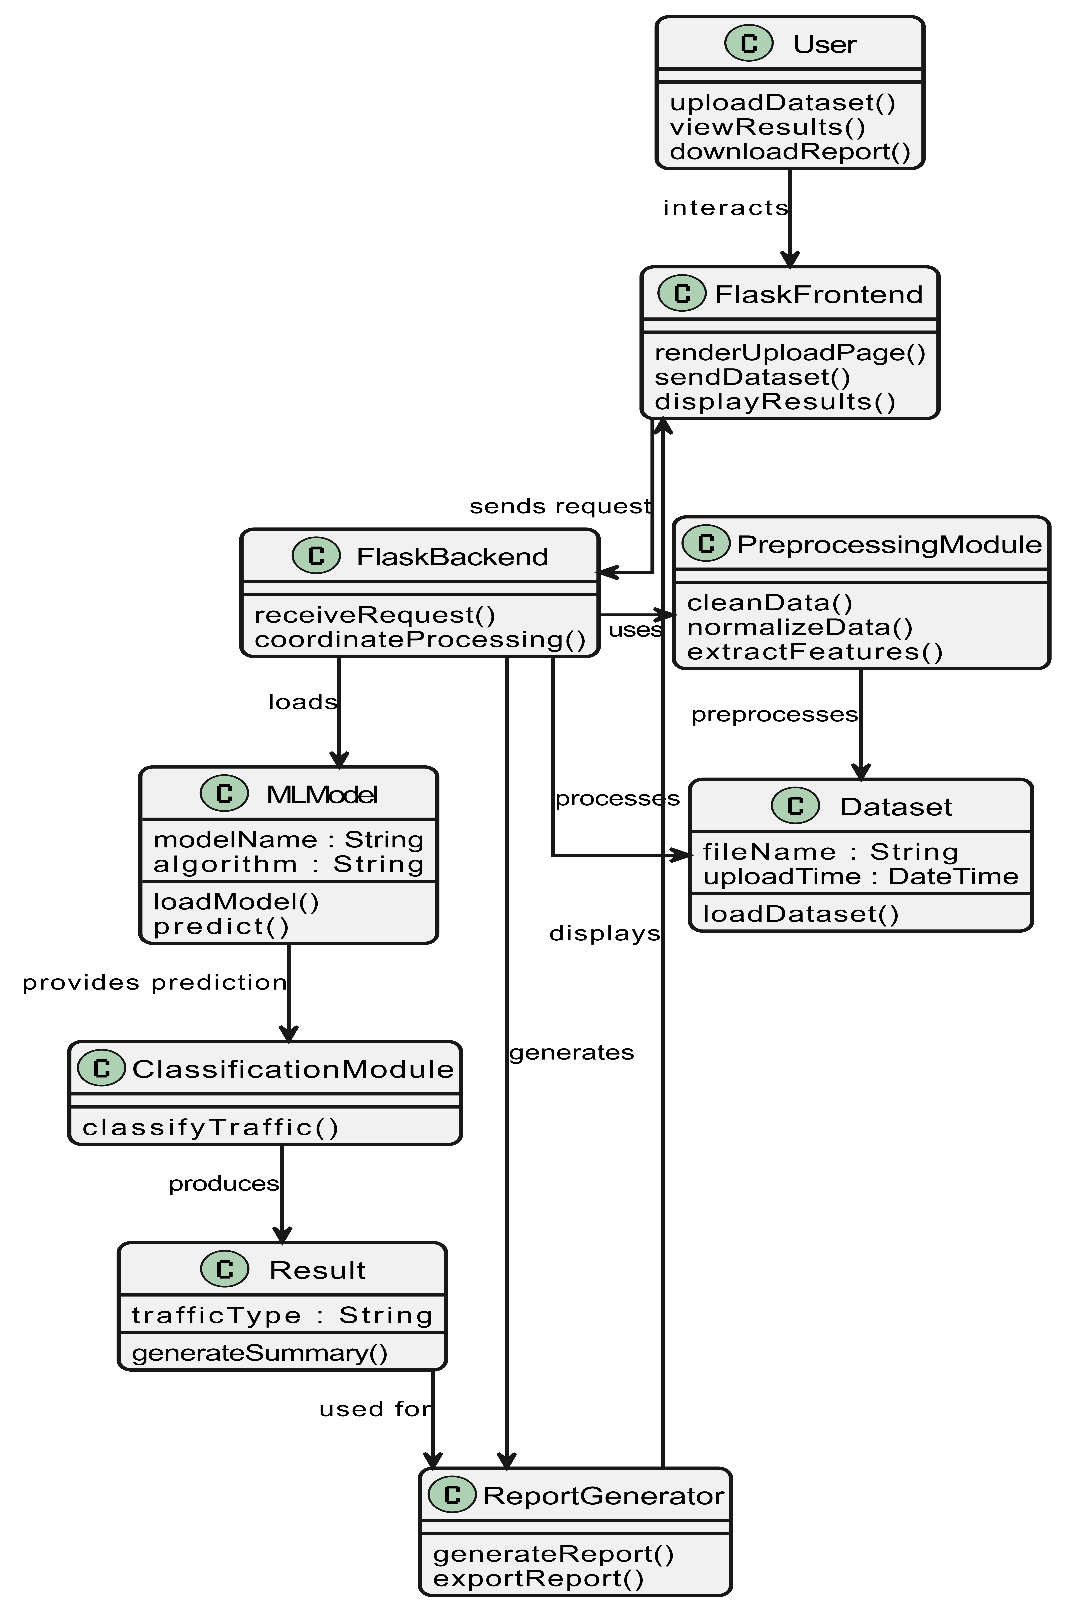 C User
uploadDataset()
viewResults()
downloadReport()
interacts
C FlaskFrontend
renderUploadPage()
sendDataset()
displayResults()
sends request
C FlaskBackend
receiveRequest()
coordinateProcessing()
uses
C PreprocessingModule
cleanData()
normalizeData()
extractFeatures()
loads
preprocesses
C MLModel
modelName : String
algorithm : String
loadModel()
predict()
processes
C Dataset
fileName : String
uploadTime : DateTime
loadDataset()
displays
provides prediction
C ClassificationModule
classifyTraffic()
generates
produces
C Result
trafficType : String
generateSummary()
used for
C ReportGenerator
generateReport()
exportReport()